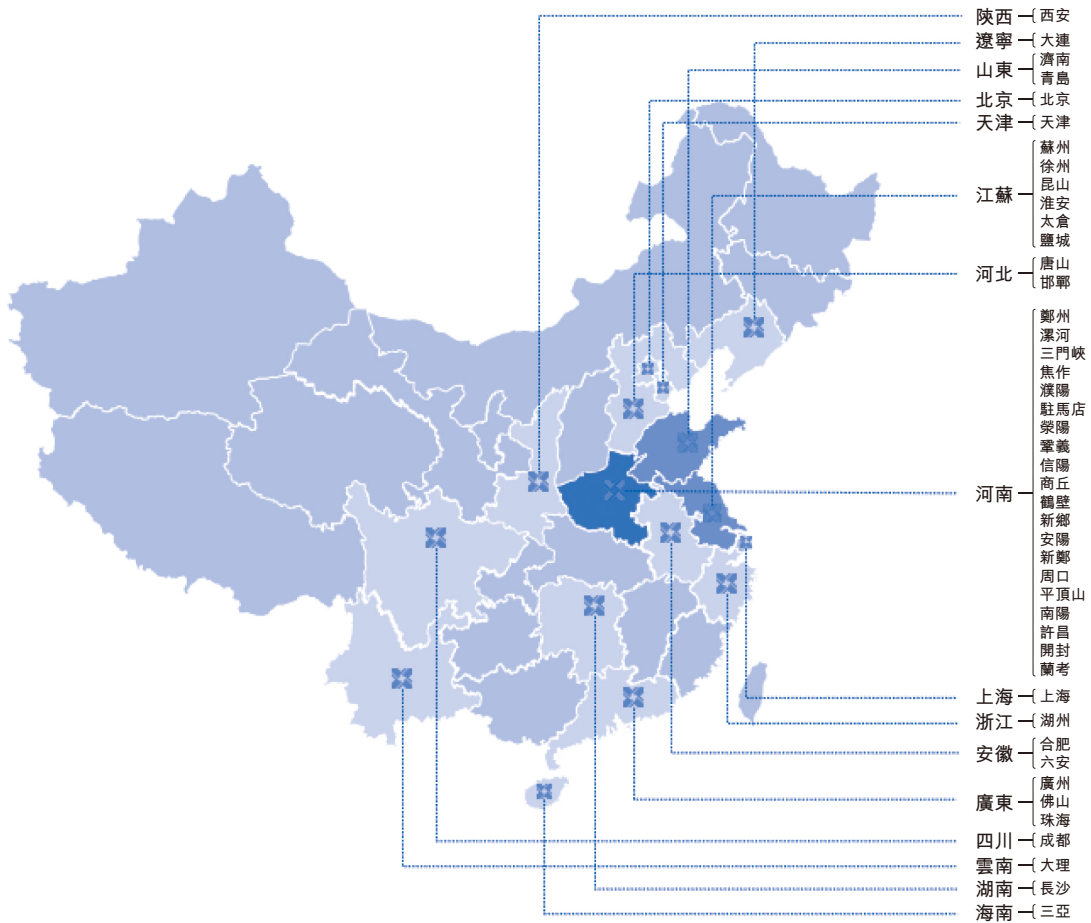 陝西 西安
遼寧 大連
山東 濟南
青島
北京 北京
天津 天津
江蘇 蘇州
徐州
昆山
淮安
太倉
鹽城
河北 唐山
邯鄲
河南 鄭州
漯河
三門峽
焦作
濮陽
駐馬店
滎陽
鞏義
信陽
商丘
鶴壁
新鄉
安陽
新鄭
周口
平頂山
南陽
許昌
開封
蘭考
上海 上海
浙江 湖州
安徽 合肥
六安
廣東 廣州
佛山
珠海
四川 成都
雲南 大理
湖南 長沙
海南 三亞